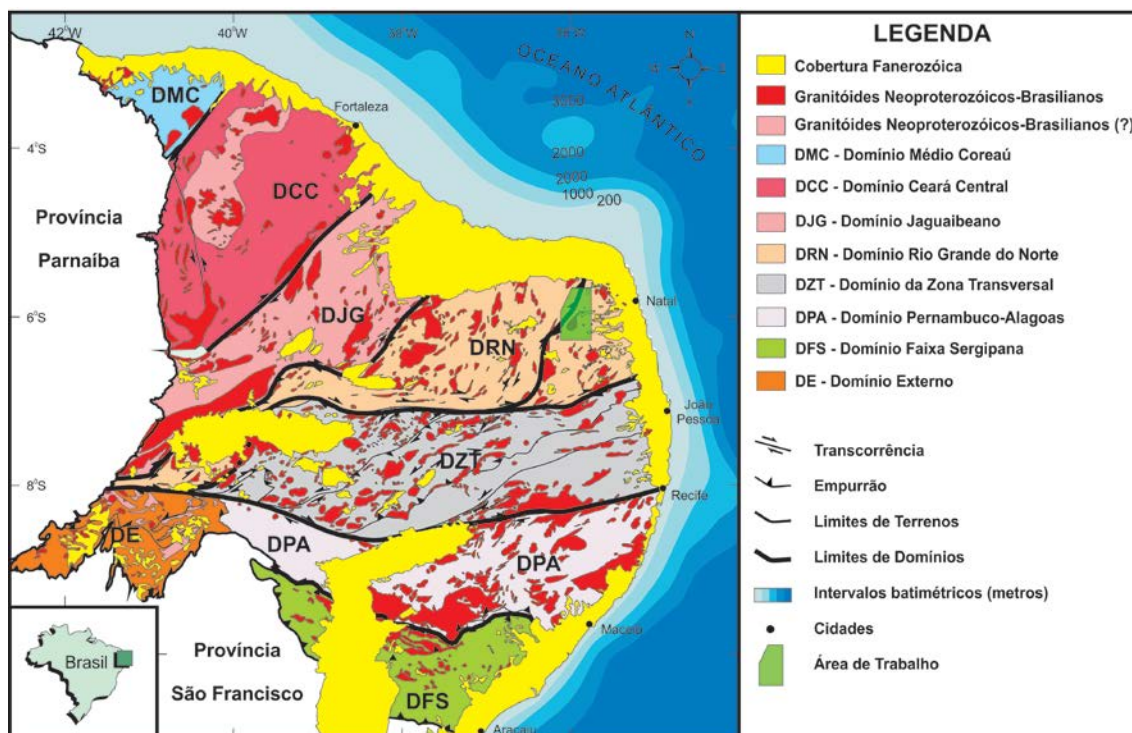 42°W
40°W
38°W
36°W
OCEANO ATLÂNTICO
N
3500
2000
2000
1000
200
4°S
6°S
8°S
Fortaleza
DMC
DCC
Província
Parnaíba
DJG
DRN
Natal
João
Pessoa
DZT
Recife
DE
DPA
DPA
Maceió
Província
São Francisco
DFS
Aracaju
40°W
Brasil
LEGENDA
Cobertura Fanerozóica
Granitóides Neoproterozóicos-Brasilianos
Granitóides Neoproterozóicos-Brasilianos (?)
DMC - Domínio Médio Coreaú
DCC - Domínio Ceará Central
DJG - Domínio Jaguaibeano
DRN - Domínio Rio Grande do Norte
DZT - Domínio da Zona Transversal
DPA - Domínio Pernambuco-Alagoas
DFS - Domínio Faixa Sergipana
DE - Domínio Externo
Transcorrência
Empurrão
Limites de Terrenos
Limites de Domínios
Intervalos batimétricos (metros)
Cidades
Área de Trabalho